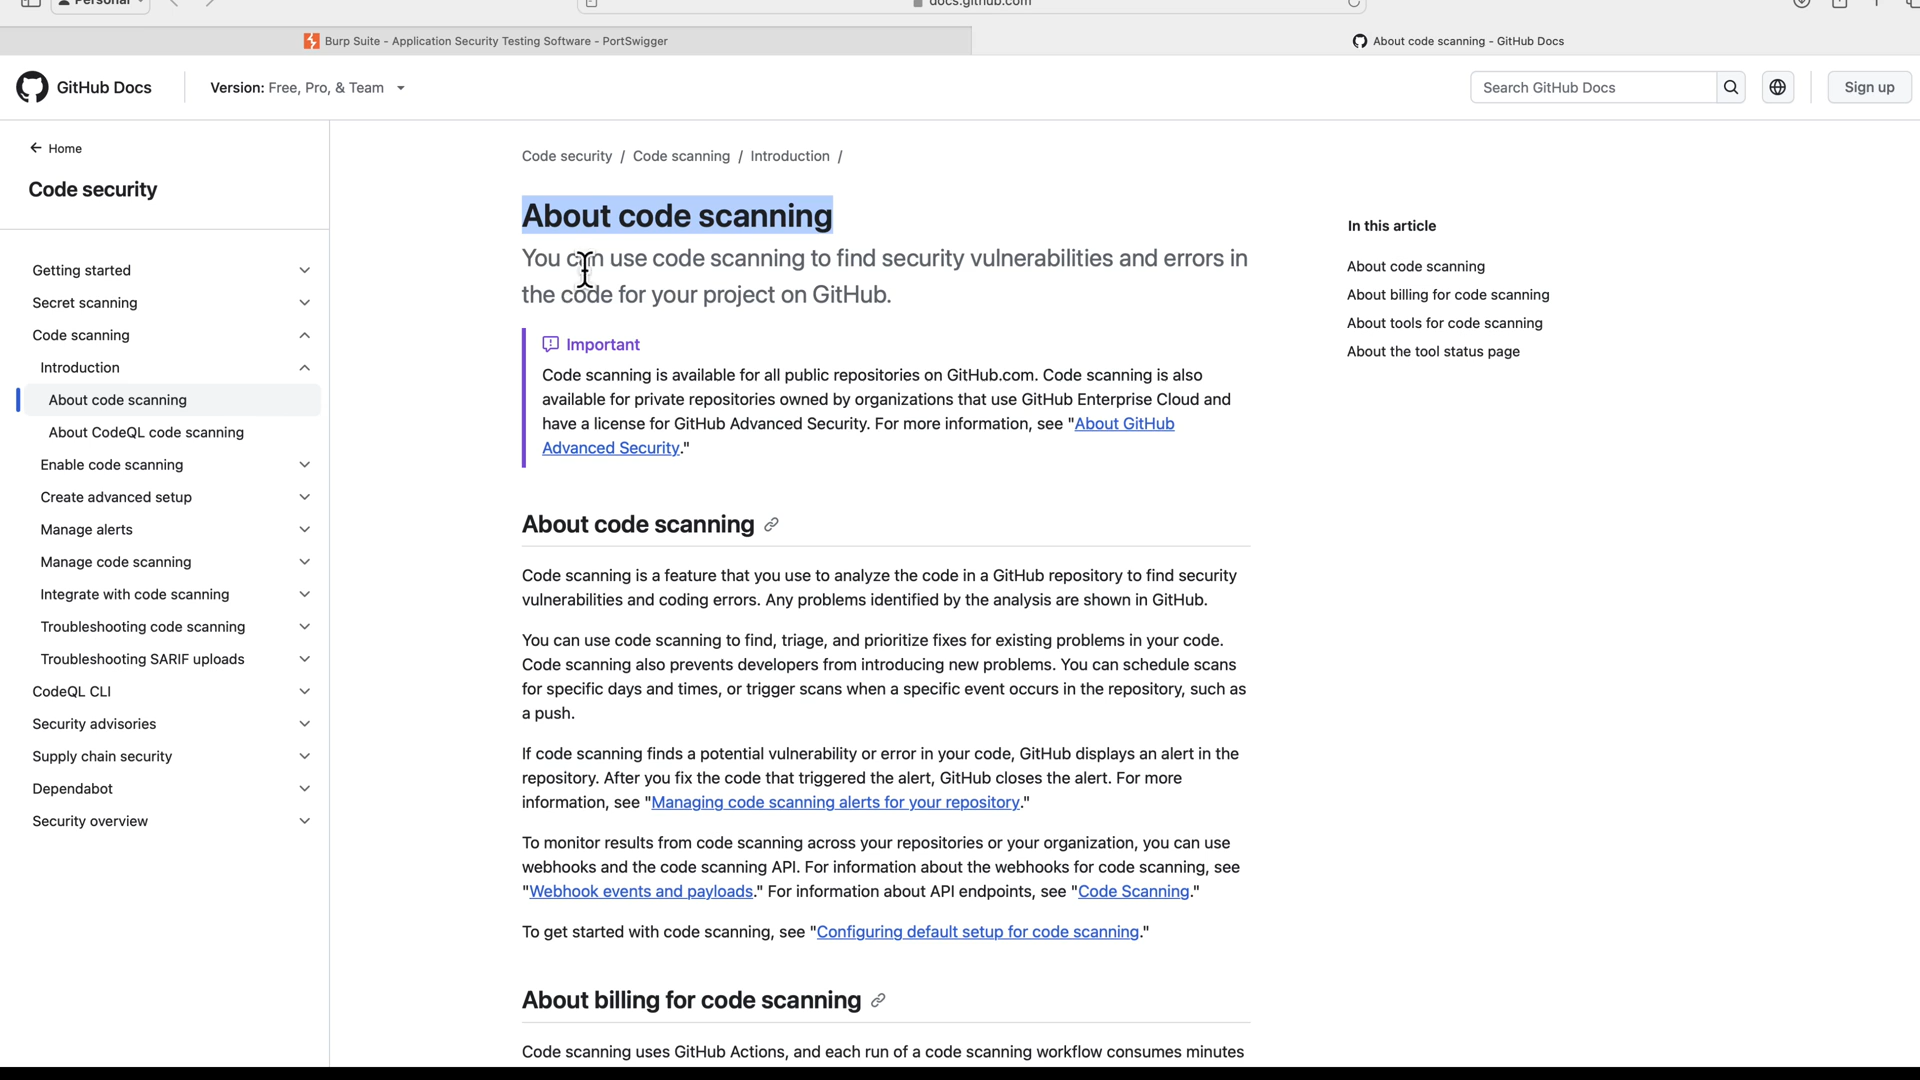 Personal
docs.github.com
Burp Suite - Application Security Testing Software - PortSwigger
About code scanning - GitHub Docs
GitHub Docs
Version: Free, Pro, & Team
Search GitHub Docs
Sign up
Home
Code security
Getting started
Secret scanning
Code scanning
Introduction
About code scanning
About CodeQL code scanning
Enable code scanning
Create advanced setup
Manage alerts
Manage code scanning
Integrate with code scanning
Troubleshooting code scanning
Troubleshooting SARIF uploads
CodeQL CLI
Security advisories
Supply chain security
Dependabot
Security overview
Code security / Code scanning / Introduction /
About code scanning
You can use code scanning to find security vulnerabilities and errors in
the code for your project on GitHub.
Important
Code scanning is available for all public repositories on GitHub.com. Code scanning is also
available for private repositories owned by organizations that use GitHub Enterprise Cloud and
have a license for GitHub Advanced Security. For more information, see "About GitHub
Advanced Security."
About code scanning
Code scanning is a feature that you use to analyze the code in a GitHub repository to find security
vulnerabilities and coding errors. Any problems identified by the analysis are shown in GitHub.
You can use code scanning to find, triage, and prioritize fixes for existing problems in your code.
Code scanning also prevents developers from introducing new problems. You can schedule scans
for specific days and times, or trigger scans when a specific event occurs in the repository, such as
a push.
If code scanning finds a potential vulnerability or error in your code, GitHub displays an alert in the
repository. After you fix the code that triggered the alert, GitHub closes the alert. For more
information, see "Managing code scanning alerts for your repository."
To monitor results from code scanning across your repositories or your organization, you can use
webhooks and the code scanning API. For information about the webhooks for code scanning, see
"Webhook events and payloads." For information about API endpoints, see "Code Scanning."
To get started with code scanning, see "Configuring default setup for code scanning."
About billing for code scanning
Code scanning uses GitHub Actions, and each run of a code scanning workflow consumes minutes
In this article
About code scanning
About billing for code scanning
About tools for code scanning
About the tool status page